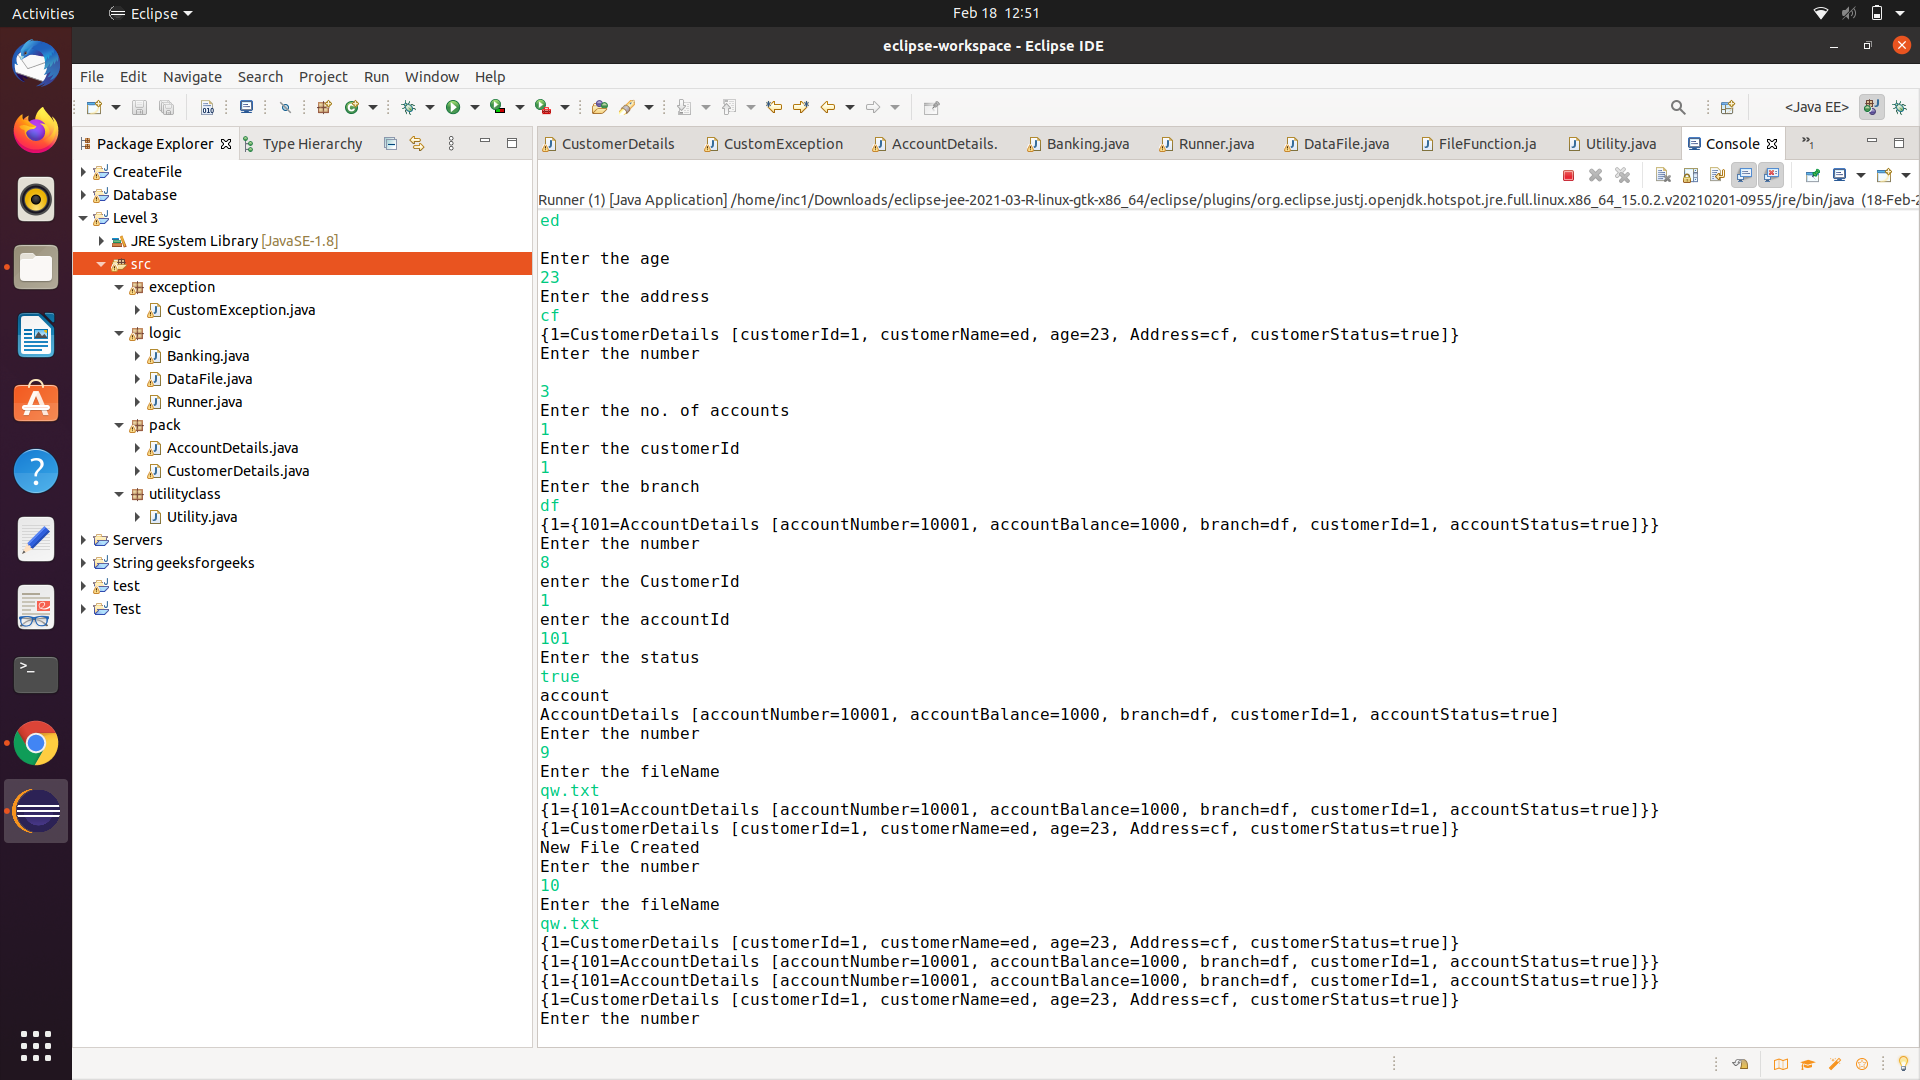 Activities
Eclipse
Feb 18 12:51
eclipse-workspace - Eclipse IDE
File Edit Navigate Search Project Run Window Help
<Java EE>
Package Explorer
Type Hierarchy
CreateFile
Database
Level 3
JRE System Library [JavaSE-1.8]
src
exception
CustomException.java
logic
Banking.java
DataFile.java
Runner.java
pack
AccountDetails.java
CustomerDetails.java
utilityclass
Utility.java
Servers
String geeksforgeeks
test
Test
CustomerDetails
CustomException
AccountDetails.
Banking.java
Runner.java
DataFile.java
FileFunction.ja
Utility.java
Console
»1
Runner (1) [Java Application] /home/inc1/Downloads/eclipse-jee-2021-03-R-linux-gtk-x86_64/eclipse/plugins/org.eclipse.justj.openjdk.hotspot.jre.full.linux.x86_64_15.0.2.v20210201-0955/jre/bin/java (18-Feb-2
ed
Enter the age
23
Enter the address
cf
{1=CustomerDetails [customerId=1, customerName=ed, age=23, Address=cf, customerStatus=true]}
Enter the number
3
Enter the no. of accounts
1
Enter the customerId
1
Enter the branch
df
{1={101=AccountDetails [accountNumber=10001, accountBalance=1000, branch=df, customerId=1, accountStatus=true]}}
Enter the number
8
enter the CustomerId
1
enter the accountId
101
Enter the status
true
account
AccountDetails [accountNumber=10001, accountBalance=1000, branch=df, customerId=1, accountStatus=true]
Enter the number
9
Enter the fileName
qw.txt
{1={101=AccountDetails [accountNumber=10001, accountBalance=1000, branch=df, customerId=1, accountStatus=true]}}
{1=CustomerDetails [customerId=1, customerName=ed, age=23, Address=cf, customerStatus=true]}
New File Created
Enter the number
10
Enter the fileName
qw.txt
{1=CustomerDetails [customerId=1, customerName=ed, age=23, Address=cf, customerStatus=true]}
{1={101=AccountDetails [accountNumber=10001, accountBalance=1000, branch=df, customerId=1, accountStatus=true]}}
{1={101=AccountDetails [accountNumber=10001, accountBalance=1000, branch=df, customerId=1, accountStatus=true]}}
{1=CustomerDetails [customerId=1, customerName=ed, age=23, Address=cf, customerStatus=true]}
Enter the number